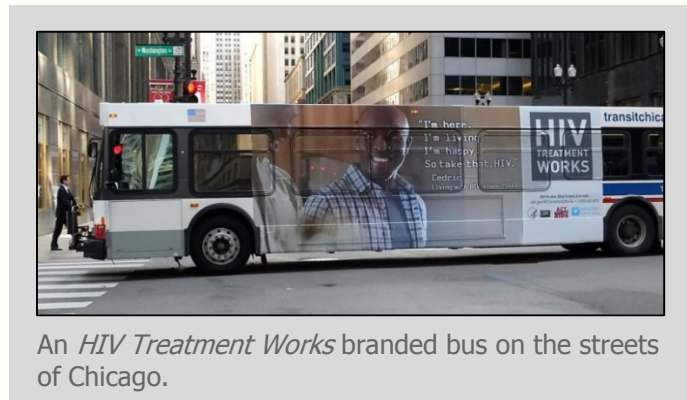 Washington
"I'm here.
I'm living.
I'm happy.
So take that, HIV."
Cedric
HIV
TREATMENT
WORKS
transitchica
An HIV Treatment Works branded bus on the streets
of Chicago.